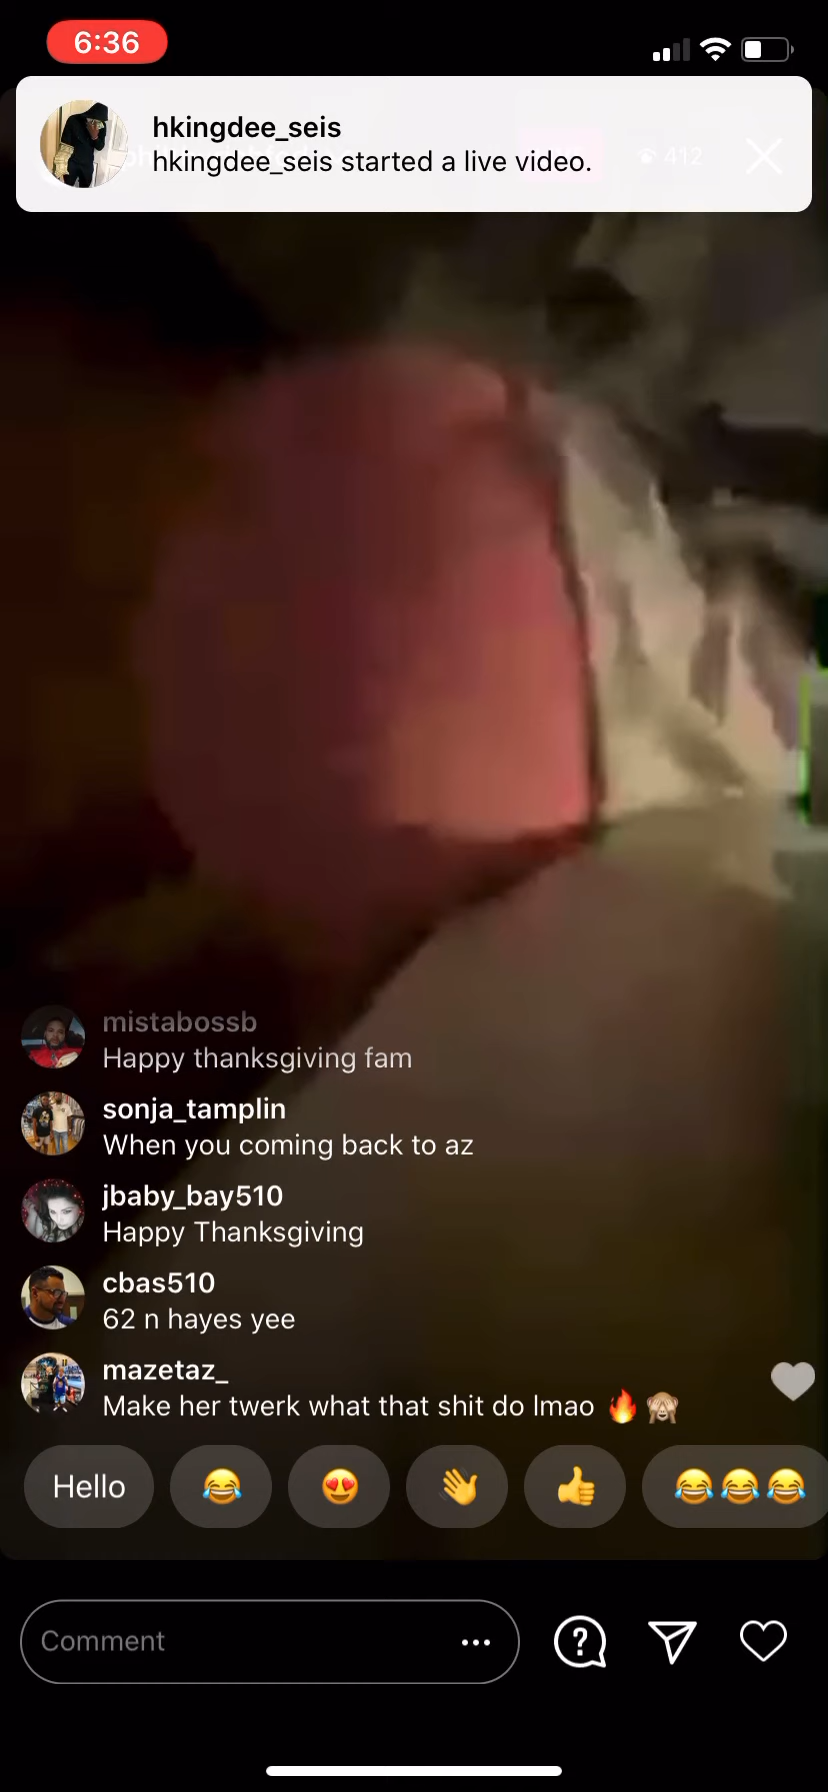 6:36
hkingdee_seis
hkingdee_seis started a live video.
412
mistabossb
Happy thanksgiving fam
sonja_tamplin
When you coming back to az
jbaby_bay510
Happy Thanksgiving
cbas510
62 n hayes yee
mazetaz_
Make her twerk what that shit do lmao 🔥 🙈
Hello 😂 😍 👋 👍 😂😂😂
Comment